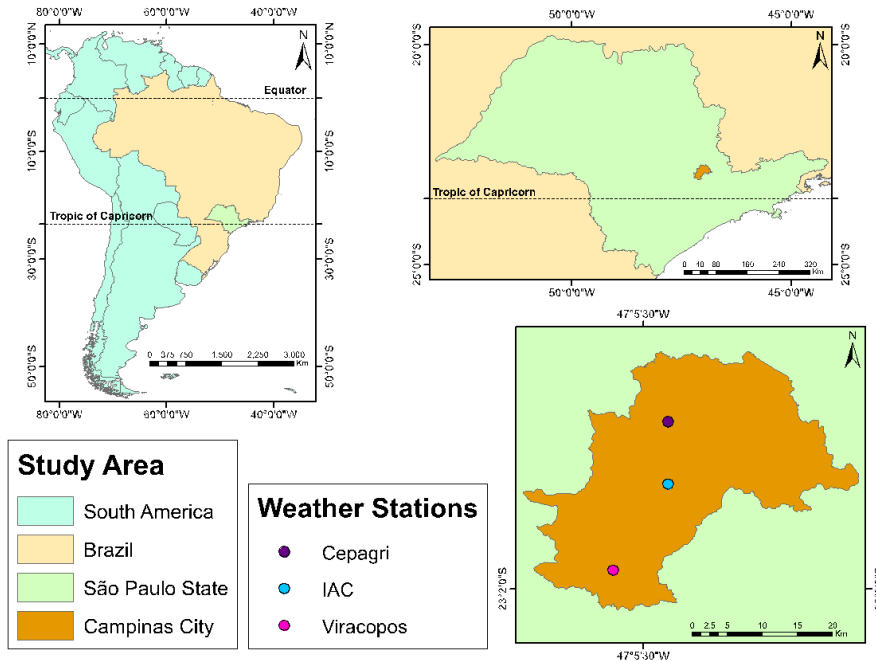 80°0'0"W 60°0'0"W 40°0'0"W
10°0'0"N
10°0'0"N
N
Equator
10°0'0"S
10°0'0"S
Tropic of Capricorn
30°0'0"S
30°0'0"S
0 375 750 1,500 2,250 3,000
Km
50°0'0"S
50°0'0"S
80°0'0"W 60°0'0"W 40°0'0"W
50°0'0"W 45°0'0"W
20°0'0"S
20°0'0"S
N
Tropic of Capricorn
25°0'0"S
25°0'0"S
0 40 80 160 240 320
Km
50°0'0"W 45°0'0"W
47°5'30"W
N
23°2'0"S
0 2.5 5 10 15 20
Km
47°5'30"W
Study Area
South America
Brazil
São Paulo State
Campinas City
Weather Stations
Cepagri
IAC
Viracopos